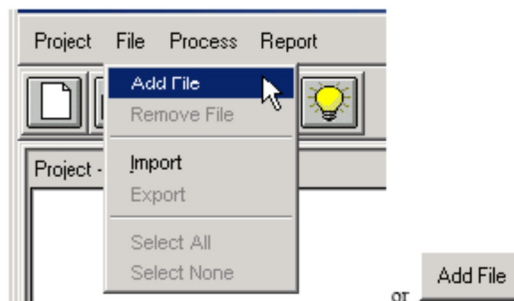 Project File Process Report
Add File
Remove File
Import
Export
Select All
Select None
Project -
or
Add File